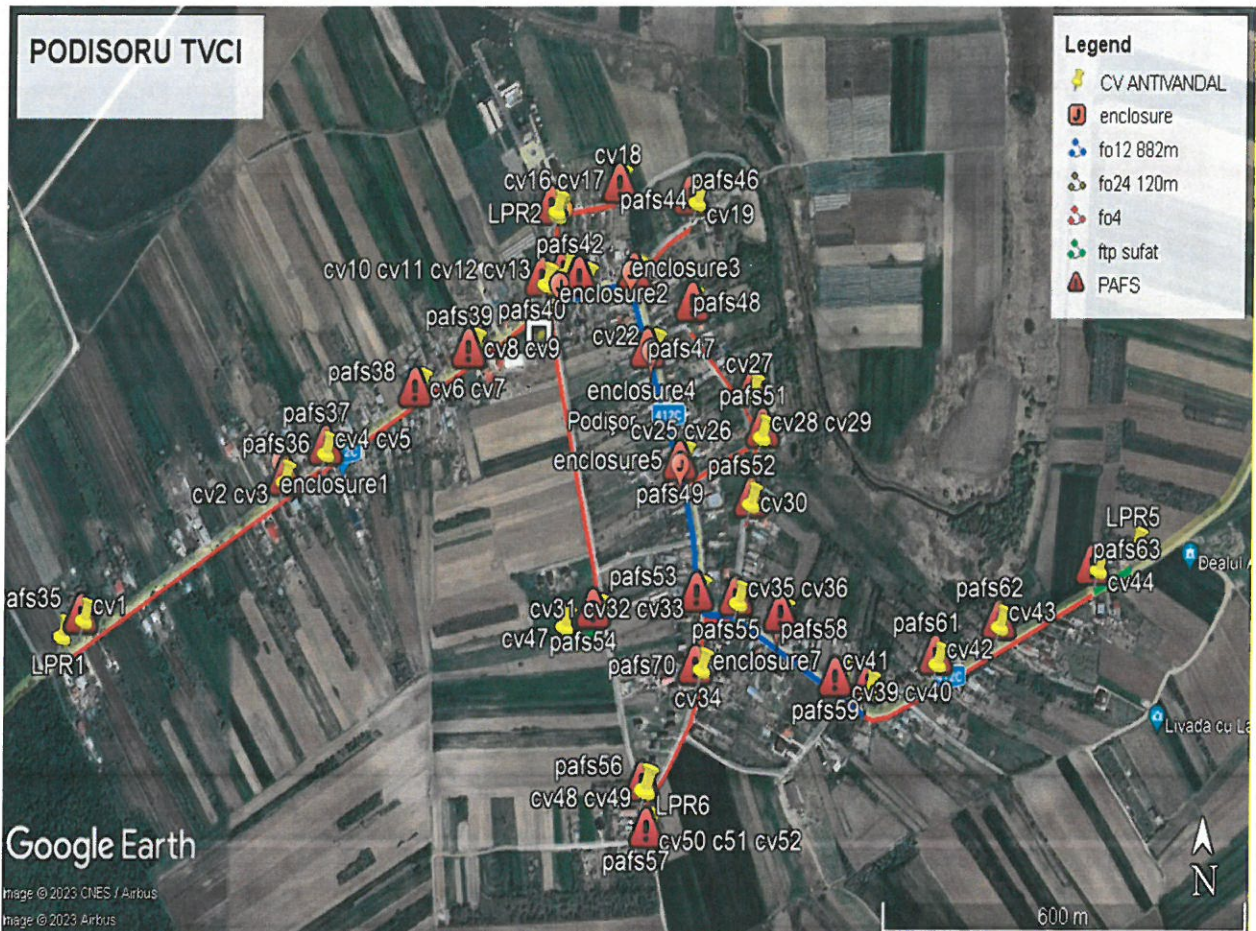 PODISORU TVCI
Legend
CV ANTIVANDAL
J enclosure
fo12 882m
fo24 120m
fo4
ftp sufat
PAFS
cv18
cv16 cv17
pafs46
LPR2
pafs44
cv19
pafs42
cv10 cv11 cv12 cv13
enclosure3
enclosure2
pafs48
pafs39
pafs40
cv8 cv9
cv22
pafs47
pafs38
cv6 cv7
enclosure4
cv27
pafs51
412C
pafs37
Podișor
cv28 cv29
pafs36
cv4 cv5
cv25 cv26
enclosure5
J
pafs52
cv2 cv3
enclosure1
pafs49
cv30
LPR5
pafs63
Dealul
cv44
afs35
cv1
pafs53
cv35 cv36
pafs62
cv31 cv32 cv33
cv43
cv47
pafs54
pafs55
pafs58
LPR1
pafs61
pafs70
enclosure7
cv41
cv42
cv34
cv39 cv40
pafs59
Livada cu La
pafs56
cv48 cv49
LPR6
cv50 c51 cv52
pafs57
Google Earth
Image © 2023 CNES / Airbus
Image © 2023 Airbus
N
600 m